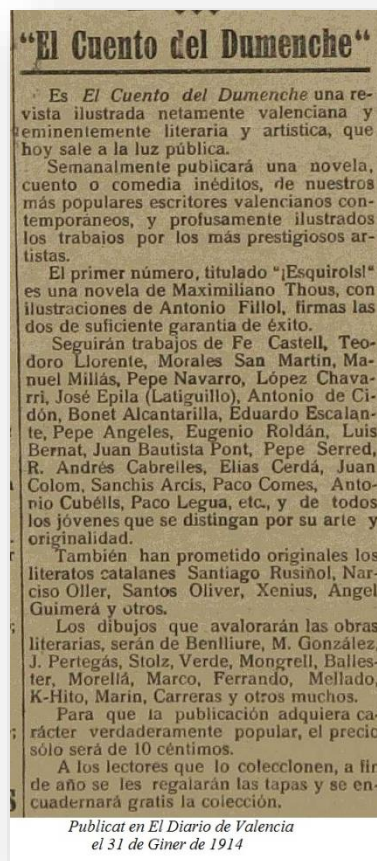 “El Cuento del Dumenche“
Es El Cuento del Dumenche una re-
vista ilustrada netamente valenciana y
eminentemente literaria y artística, que
hoy sale a la luz pública.
Semanalmente publicará una novela,
cuento o comedia inéditos, de nuestros
más populares escritores valencianos con-
temporáneos, y profusamente ilustrados
los trabajos por los más prestigiosos ar-
tistas.
El primer número, titulado “¡Esquirols!“
es una novela de Maximiliano Thous, con
ilustraciones de Antonio Fillol, firmas las
dos de suficiente garantia de éxito.
Seguirán trabajos de Fe Castell, Teo-
doro Llorente, Morales San Martín, Ma-
nuel Millás, Pepe Navarro, López Chava-
rri, José Epila (Latiguillo), Antonio de Ci-
dón, Bonet Alcantarilla, Eduardo Escalan-
te, Pepe Angeles, Eugenio Roldán, Luis
Bernat, Juan Bautista Pont, Pepe Serred,
R. Andrés Cabrelles, Elías Cerdá, Juan
Colom, Sanchis Arcís, Paco Comes, Anto-
nio Cubélls, Paco Legua, etc., y de todos
los jóvenes que se distingan por su arte y
originalidad.
También han prometido originales los
literatos catalanes Santiago Rusiñol, Nar-
ciso Oller, Santos Oliver, Xenius, Angel
Guimerá y otros.
Los dibujos que avalorarán las obras
literarias, serán de Benlliure, M. González,
J. Pertegás, Stolz, Verde, Mongrell, Balles-
ter, Morellá, Marco, Ferrando, Mellado,
K-Hito, Marin, Carreras y otros muchos.
Para que la publicación adquiera ca-
rácter verdaderamente popular, el precio
sólo será de 10 céntimos.
A los lectores que lo coleccionen, a fin
de año se les regalarán las tapas y se en-
cuadernará gratis la colección.
Publicat en El Diario de Valencia
el 31 de Giner de 1914